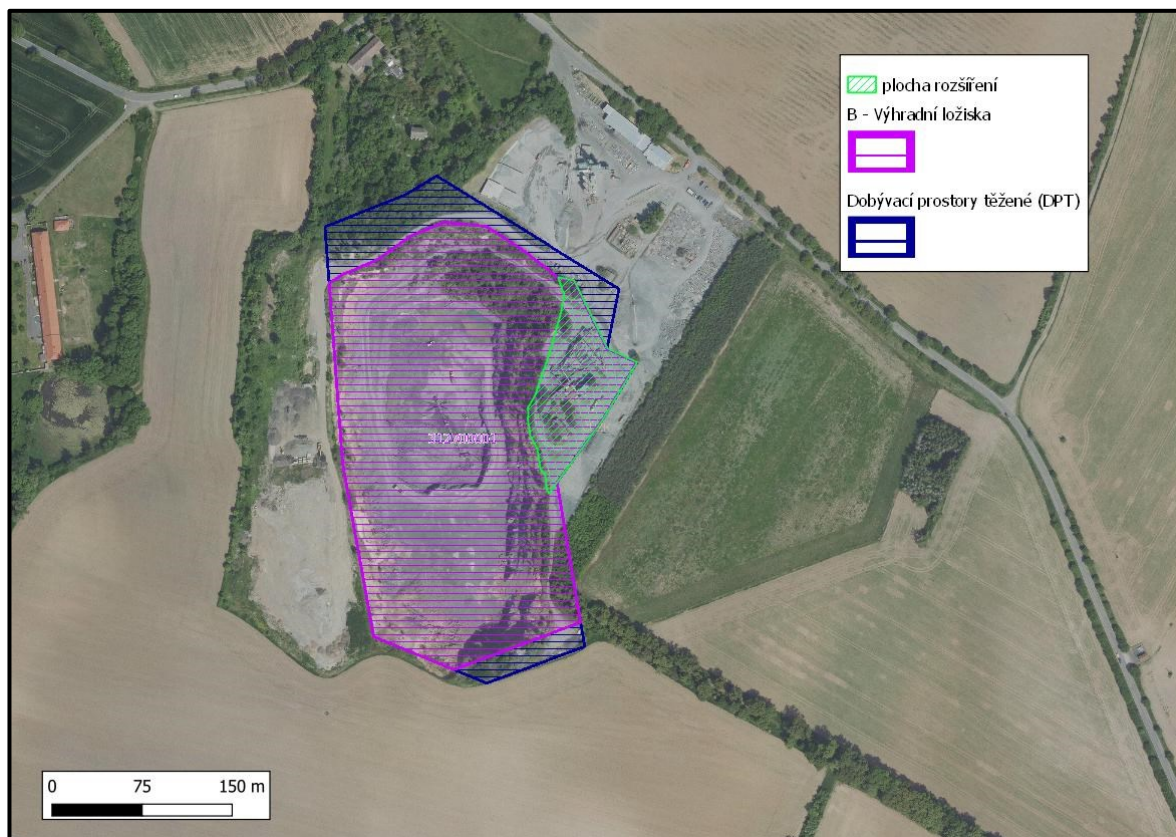 plocha rozšíření
B - Výhradní ložiska
Dobývací prostory těžené (DPT)
0 75 150 m